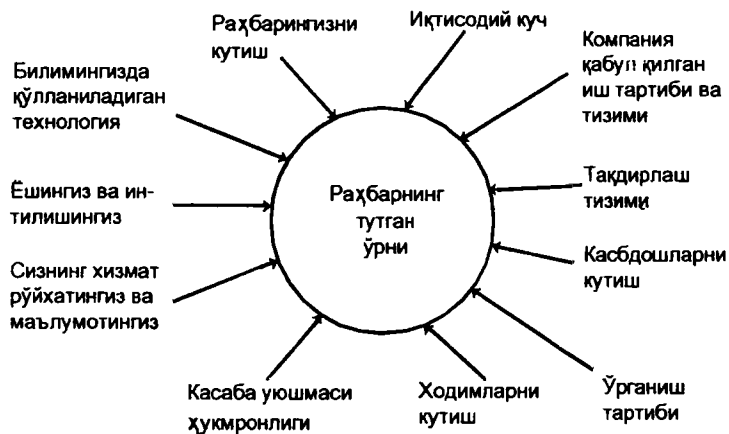 Раҳбарингизни
кутиш
Иқтисодий куч
Компания
қабул қилган
иш тартиби ва
тизими
Тақдирлаш
тизими
Касбдошларни
кутиш
Ўрганиш
тартиби
Ходимларни
кутиш
Касаба уюшмаси
ҳукмронлиги
Сизнинг хизмат
рўйхатингиз ва
маълумотингиз
Ёшингиз ва ин-
тилишингиз
Билимингизда
қўлланиладиган
технология
Раҳбарнинг
тутган
ўрни